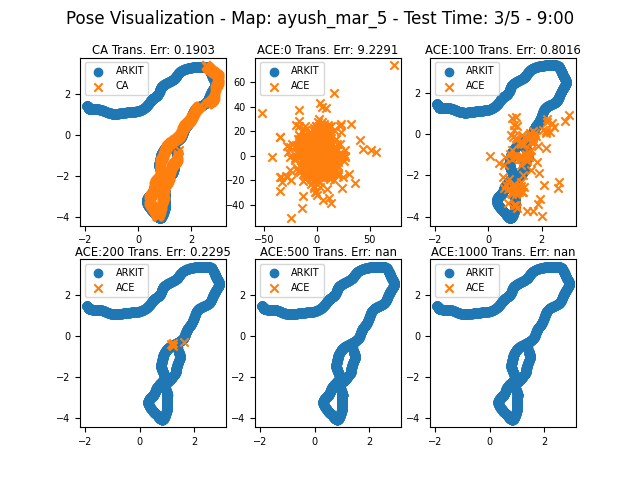 Pose Visualization - Map: ayush_mar_5 - Test Time: 3/5 - 9:00
CA Trans. Err: 0.1903
ARKIT
CA
2
0
−2
−4
−2
0
2
ACE:0 Trans. Err: 9.2291
ARKIT
ACE
60
40
20
0
−20
−40
−50
0
50
ACE:100 Trans. Err: 0.8016
ARKIT
ACE
2
0
−2
−4
−2
0
2
ACE:200 Trans. Err: 0.2295
ARKIT
ACE
2
0
−2
−4
−2
0
2
ACE:500 Trans. Err: nan
ARKIT
ACE
2
0
−2
−4
−2
0
2
ACE:1000 Trans. Err: nan
ARKIT
ACE
2
0
−2
−4
−2
0
2